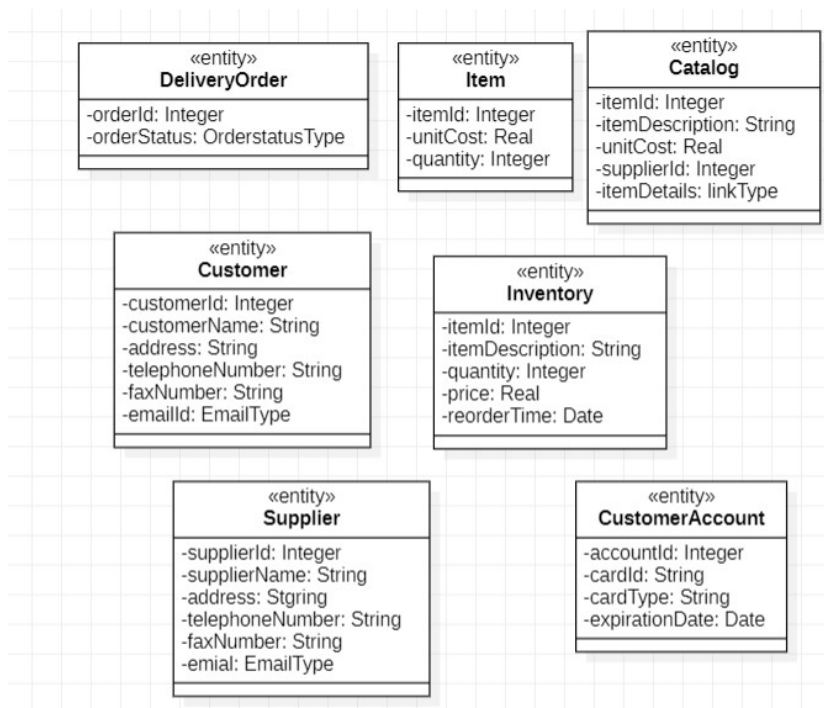 «entity»
DeliveryOrder
-orderId: Integer
-orderStatus: OrderstatusType
«entity»
Item
-itemId: Integer
-unitCost: Real
-quantity: Integer
«entity»
Catalog
-itemId: Integer
-itemDescription: String
-unitCost: Real
-supplierId: Integer
-itemDetails: linkType
«entity»
Customer
-customerId: Integer
-customerName: String
-address: String
-telephoneNumber: String
-faxNumber: String
-emailId: EmailType
«entity»
Inventory
-itemId: Integer
-itemDescription: String
-quantity: Integer
-price: Real
-reorderTime: Date
«entity»
Supplier
-supplierId: Integer
-supplierName: String
-address: Stgring
-telephoneNumber: String
-faxNumber: String
-emial: EmailType
«entity»
CustomerAccount
-accountId: Integer
-cardId: String
-cardType: String
-expirationDate: Date